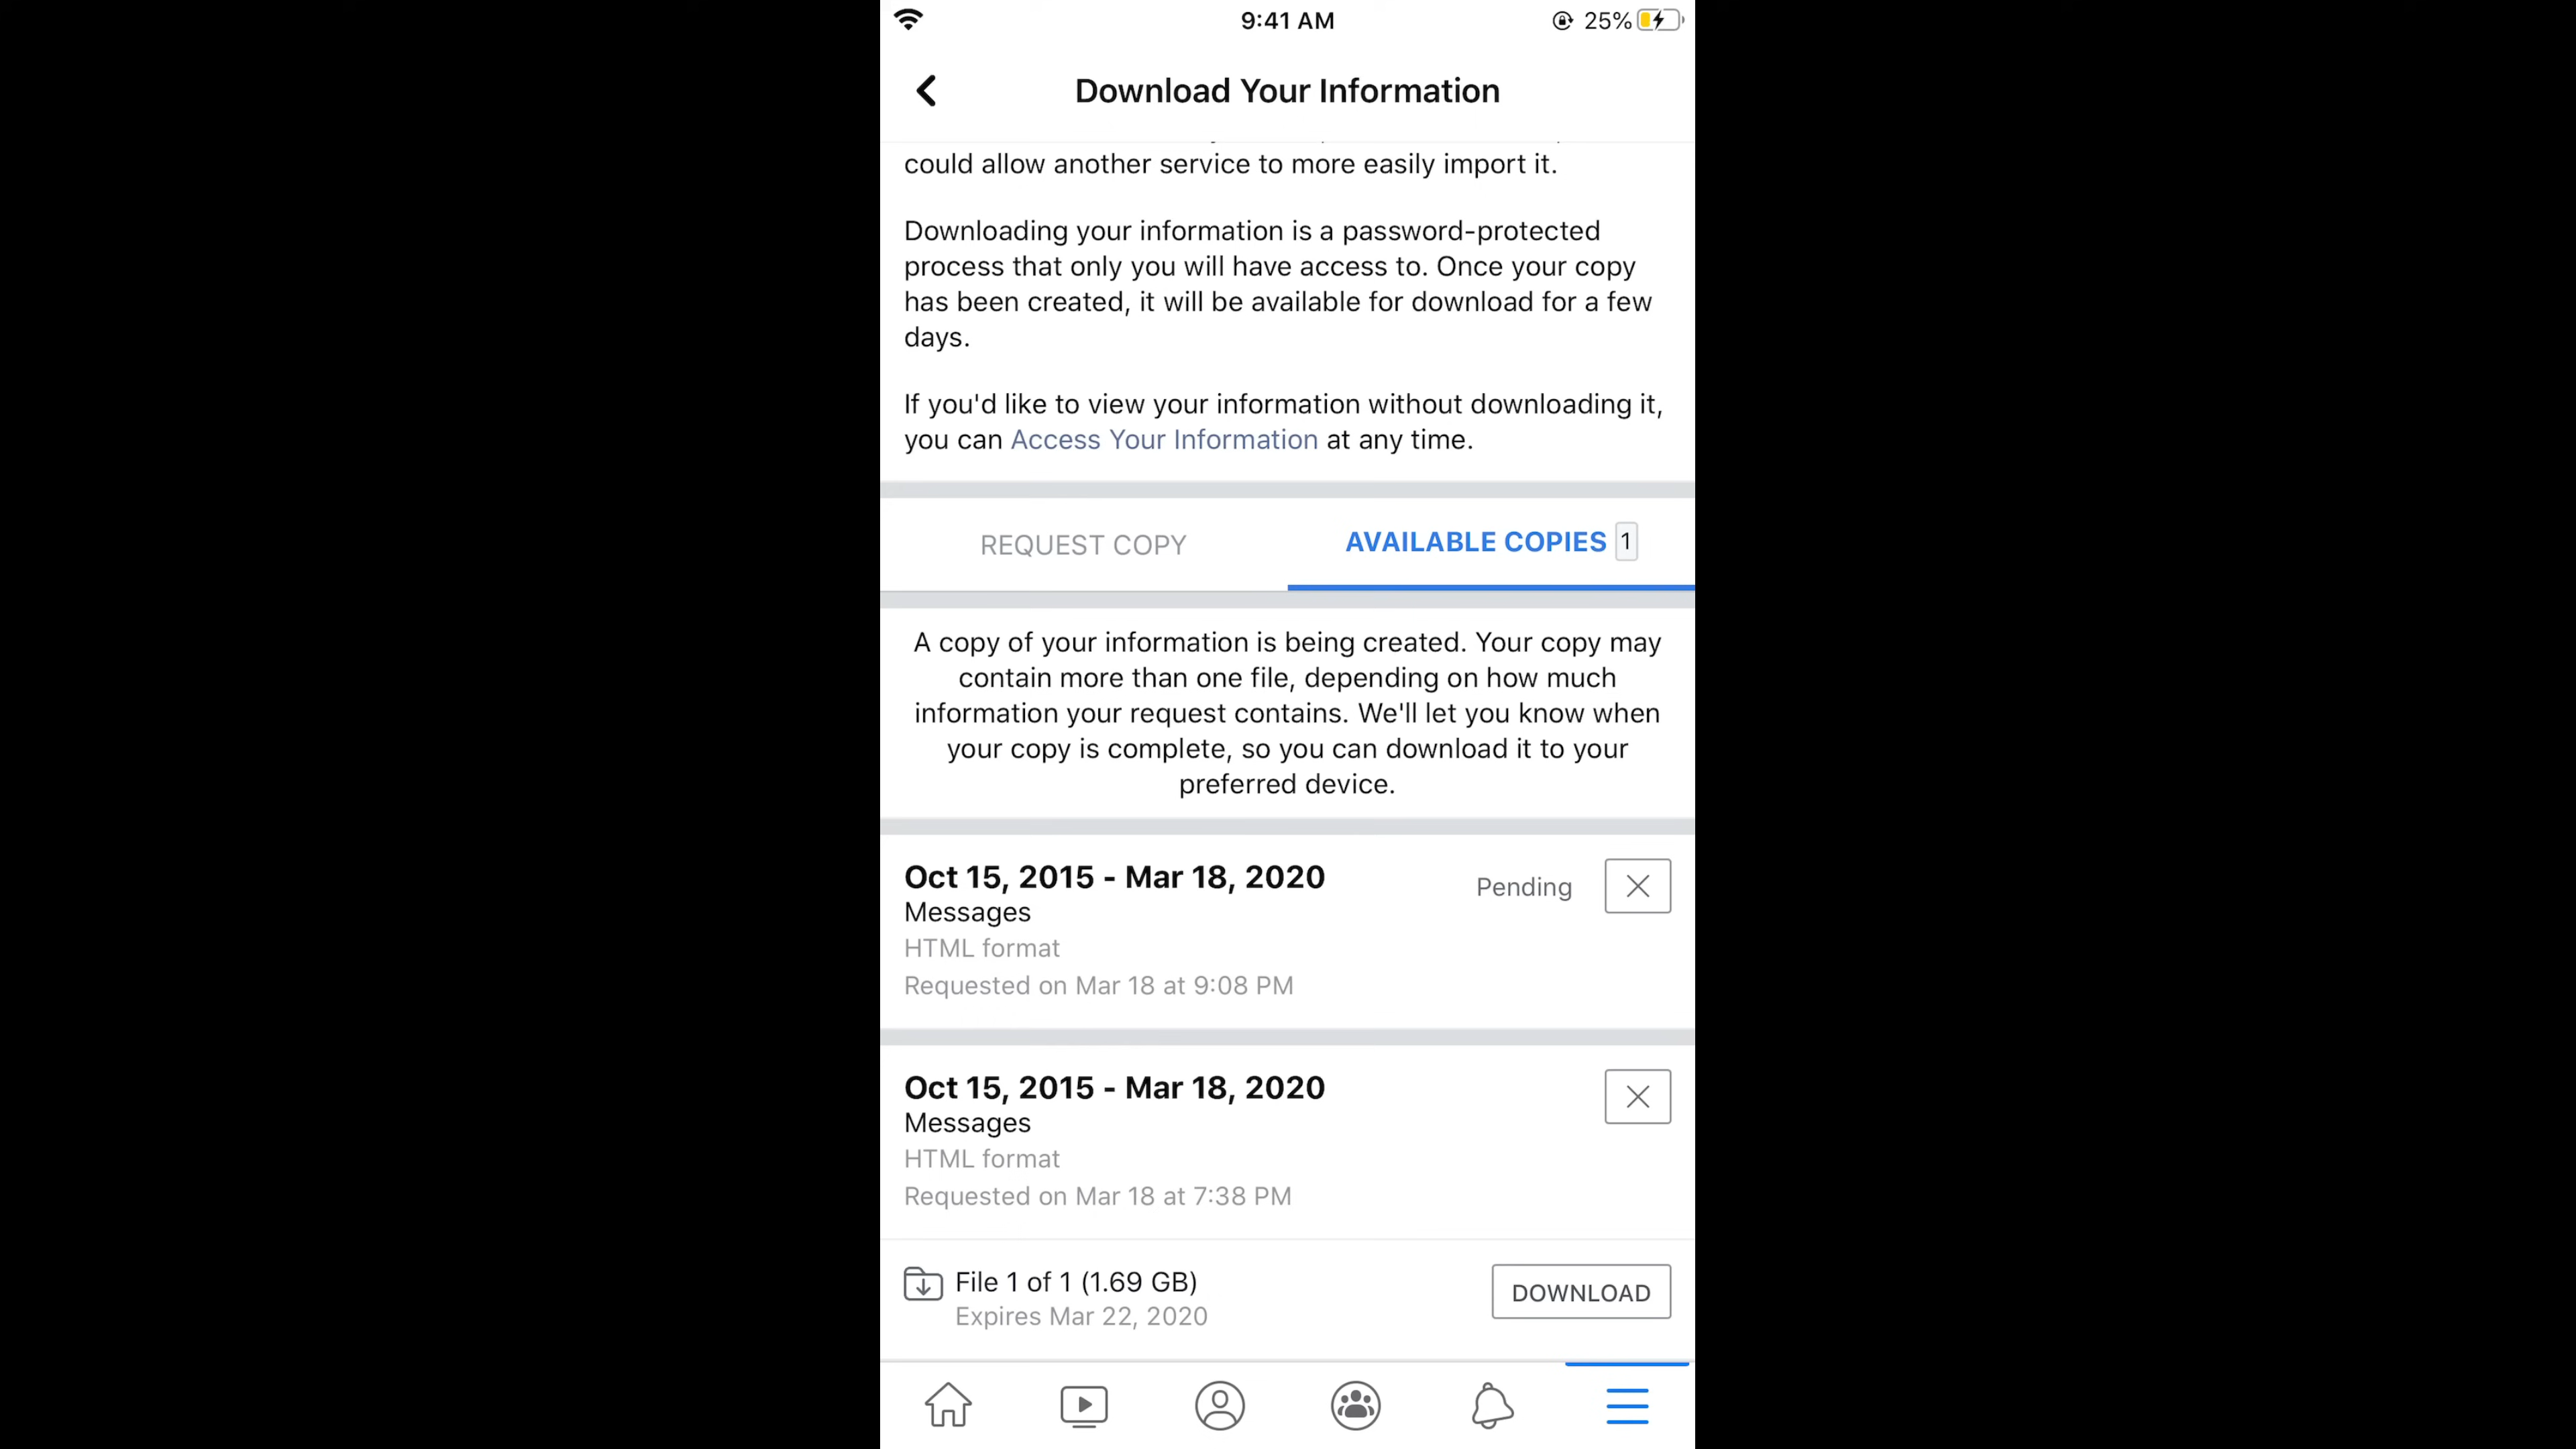 9:41 AM
25%
Download Your Information
could allow another service to more easily import it.
Downloading your information is a password-protected
process that only you will have access to. Once your copy
has been created, it will be available for download for a few
days.
If you'd like to view your information without downloading it,
you can Access Your Information at any time.
REQUEST COPY
AVAILABLE COPIES 1
A copy of your information is being created. Your copy may
contain more than one file, depending on how much
information your request contains. We'll let you know when
your copy is complete, so you can download it to your
preferred device.
Oct 15, 2015 - Mar 18, 2020
Pending
Messages
HTML format
Requested on Mar 18 at 9:08 PM
Oct 15, 2015 - Mar 18, 2020
Messages
HTML format
Requested on Mar 18 at 7:38 PM
File 1 of 1 (1.69 GB)
Expires Mar 22, 2020
DOWNLOAD